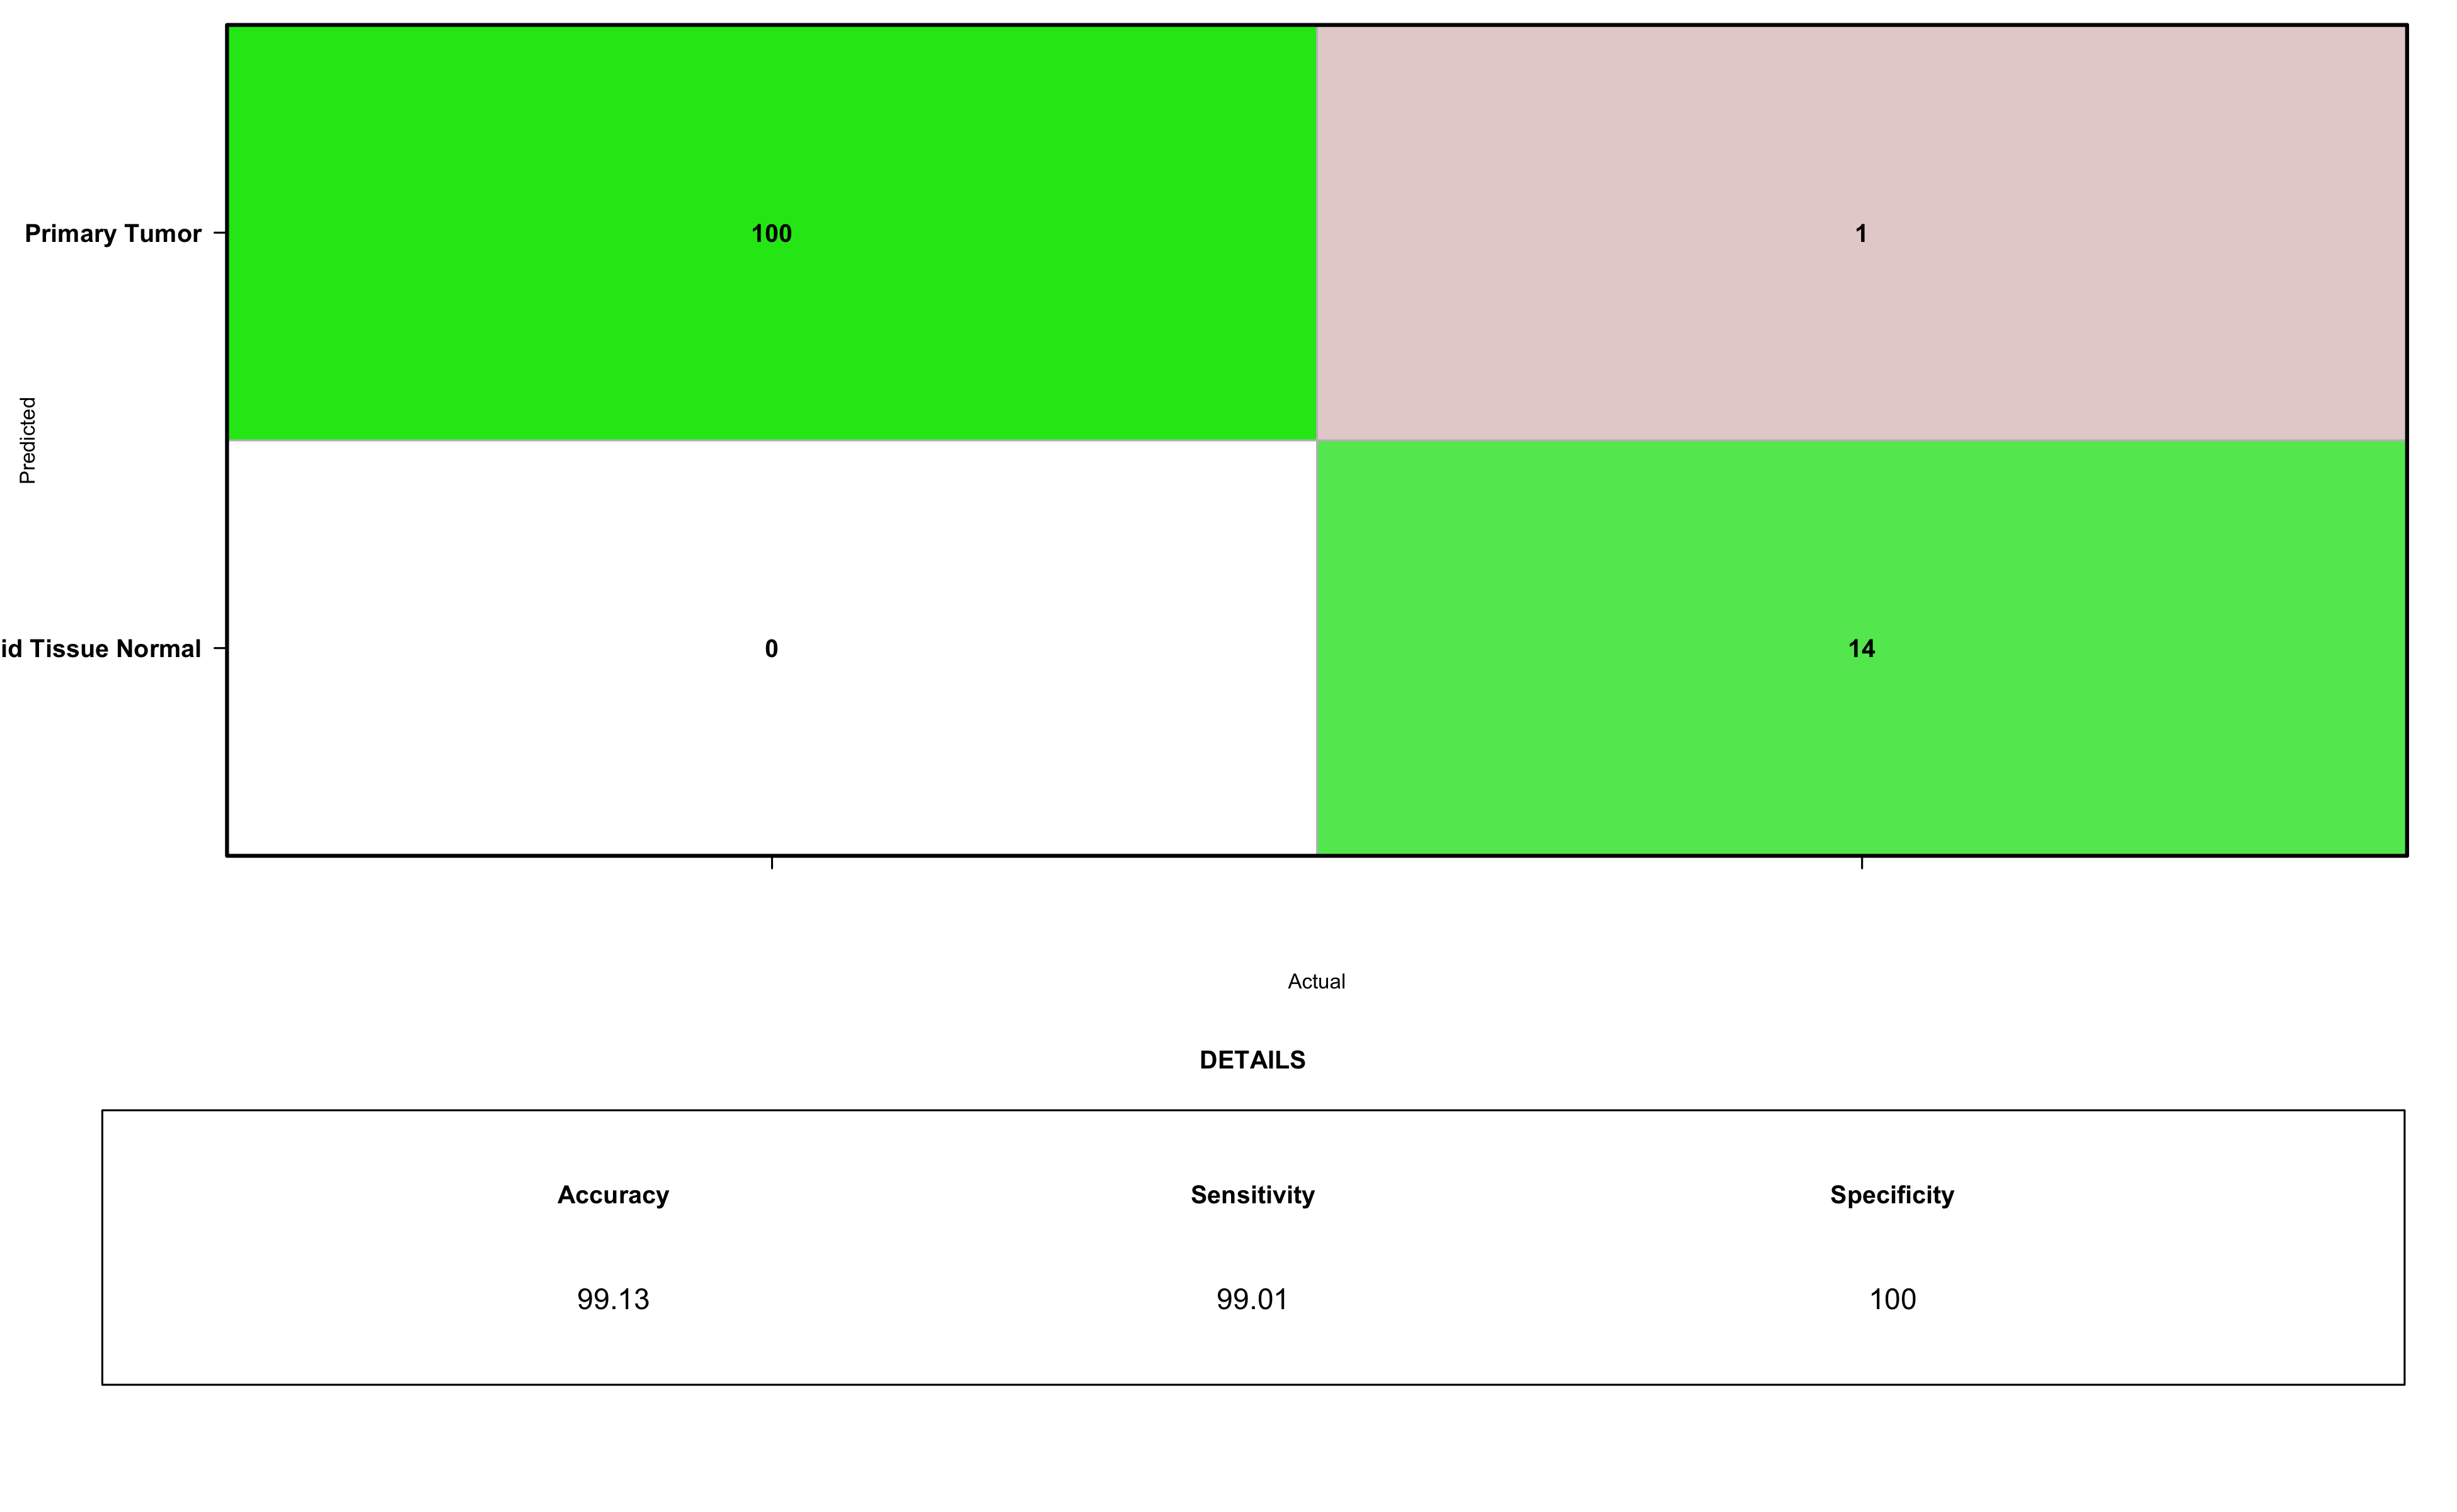 Primary Tumor
100
1
Predicted
id Tissue Normal
0
14
Actual
DETAILS
Accuracy
Sensitivity
Specificity
99.13
99.01
100